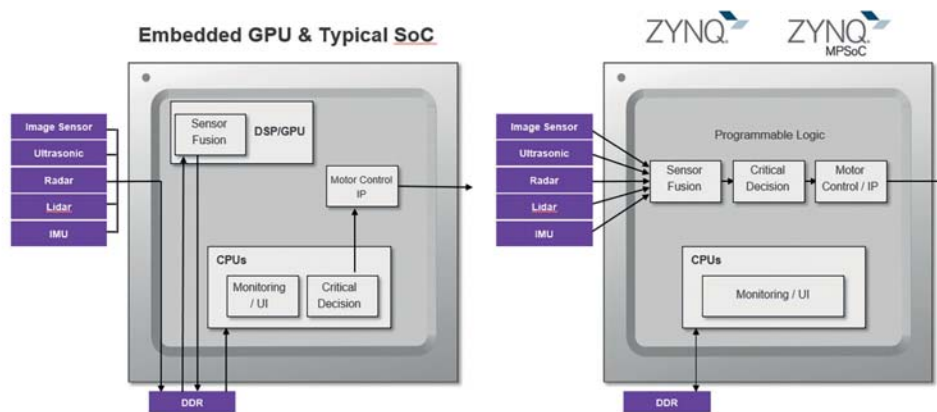 Embedded GPU & Typical SoC
ZYNQ
ZYNQ
MPSoC
Image Sensor
Ultrasonic
Radar
Lidar
IMU
Sensor
Fusion
DSP/GPU
Motor Control
IP
CPUs
Monitoring
/ UI
Critical
Decision
DDR
Image Sensor
Ultrasonic
Radar
Lidar
IMU
Programmable Logic
Sensor
Fusion
Critical
Decision
Motor
Control / IP
CPUs
Monitoring / UI
DDR